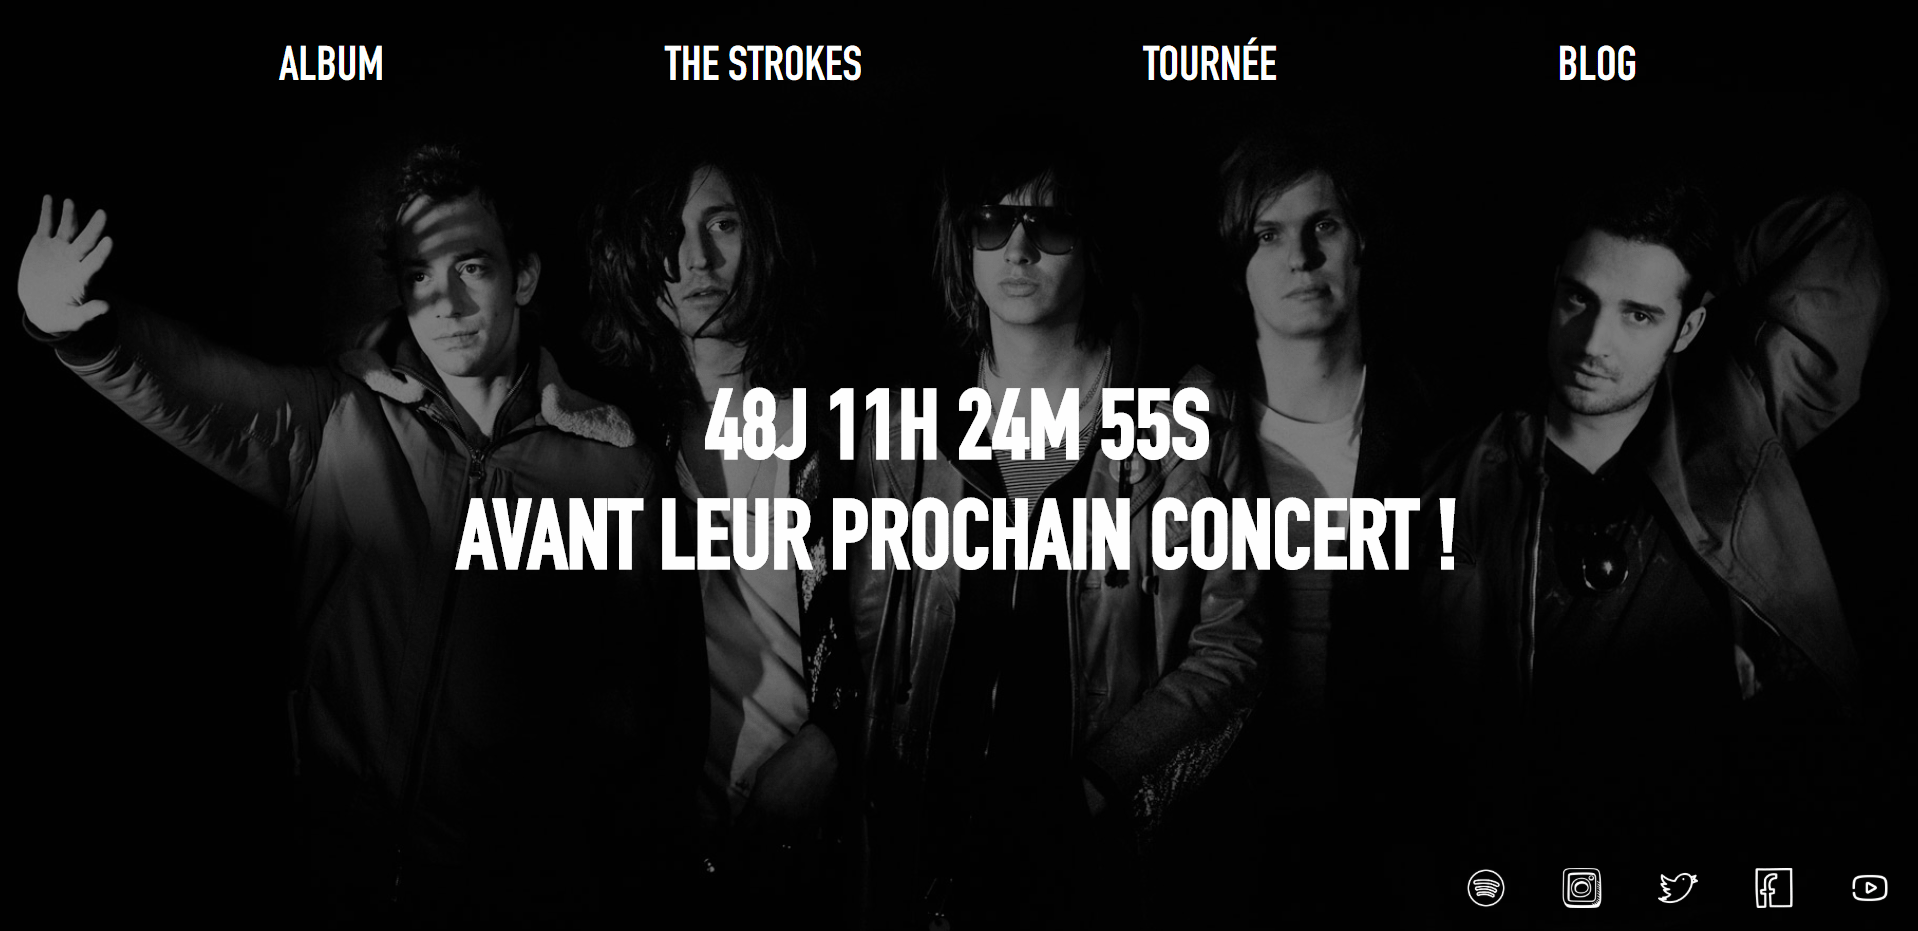 ALBUM THE STROKES TOURNÉE BLOG
48J 11H 24M 55S
AVANT LEUR PROCHAIN CONCERT !